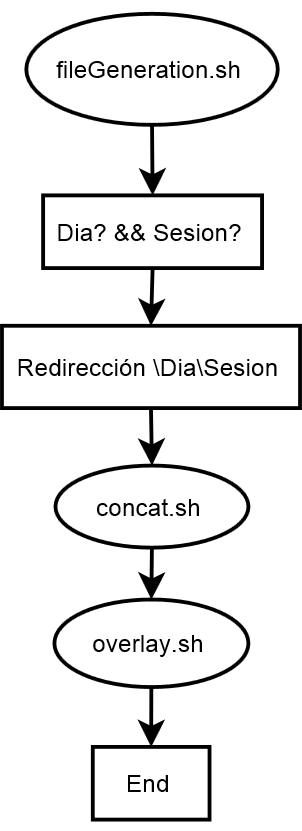 fileGeneration.sh
Dia? && Sesion?
Redirección \Dia\Sesion
concat.sh
overlay.sh
End